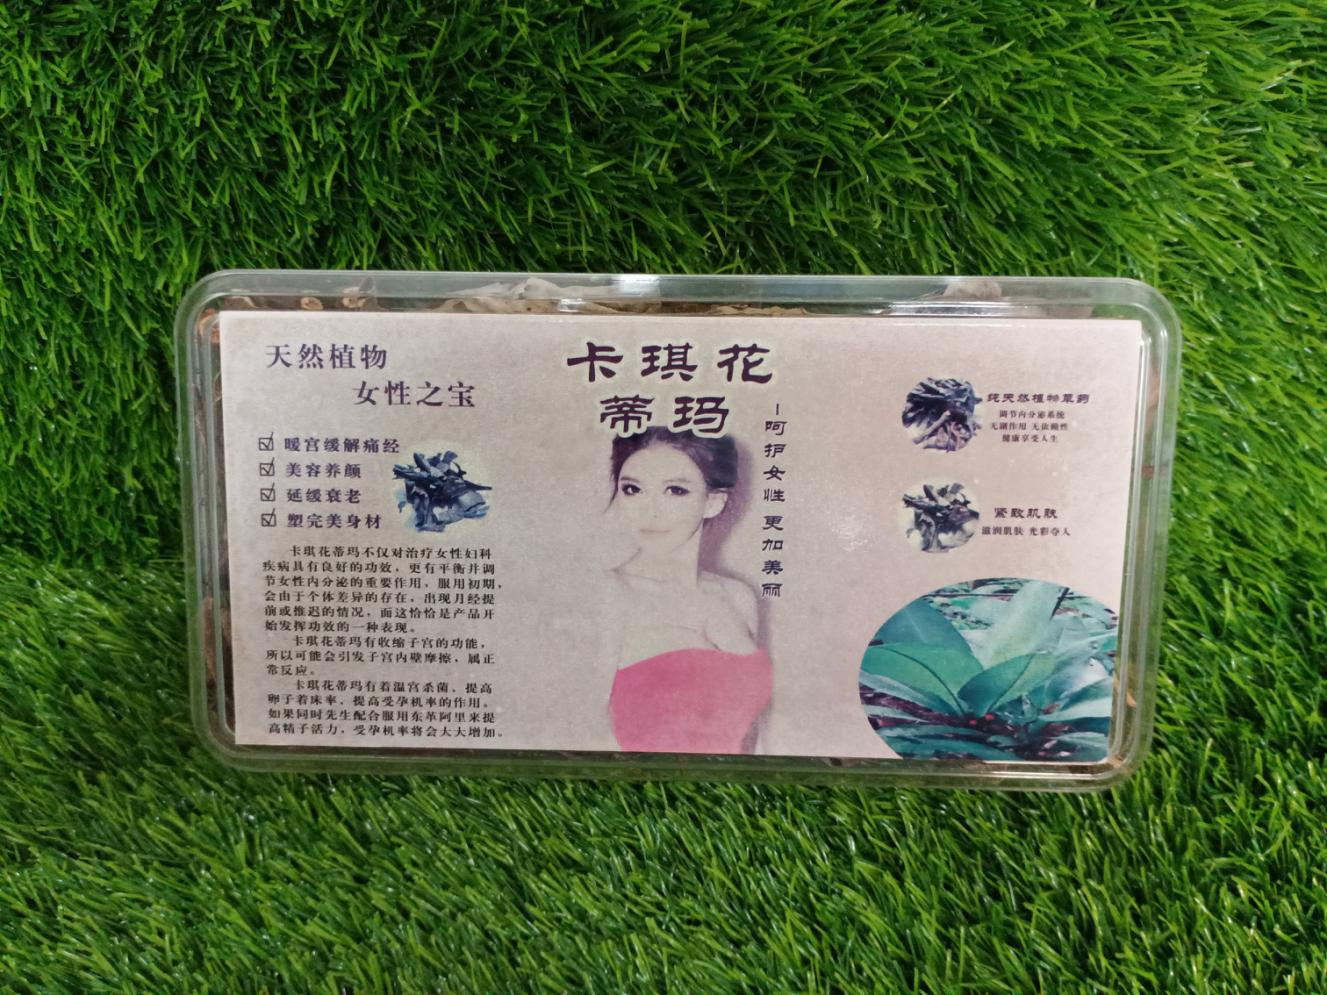 天然植物
女性之宝
暖宫缓解痛经
美容养颜
延缓衰老
塑完美身材
卡琪花蒂玛不仅对治疗女性妇科
疾病具有良好的功效，更有平衡并调
节女性内分泌的重要作用，服用初期，
会由于个体差异的存在，出现月经提
前或推迟的情况，而这恰恰是产品开
始发挥功效的一种表现。
卡琪花蒂玛有收缩子宫的功能，
所以可能会引发子宫内壁摩擦，属正
常反应。
卡琪花蒂玛有着温宫杀菌、提高
卵子着床率、提高受孕机率的作用。
如果同时先生配合服用东革阿里来提
高精子活力，受孕机率将会大大增加。
卡琪花
蒂玛
–呵护女性更加美丽
纯天然植物草药
调节内分泌系统
无副作用 无依赖性
健康享受人生
紧致肌肤
滋润肌肤 光彩夺人